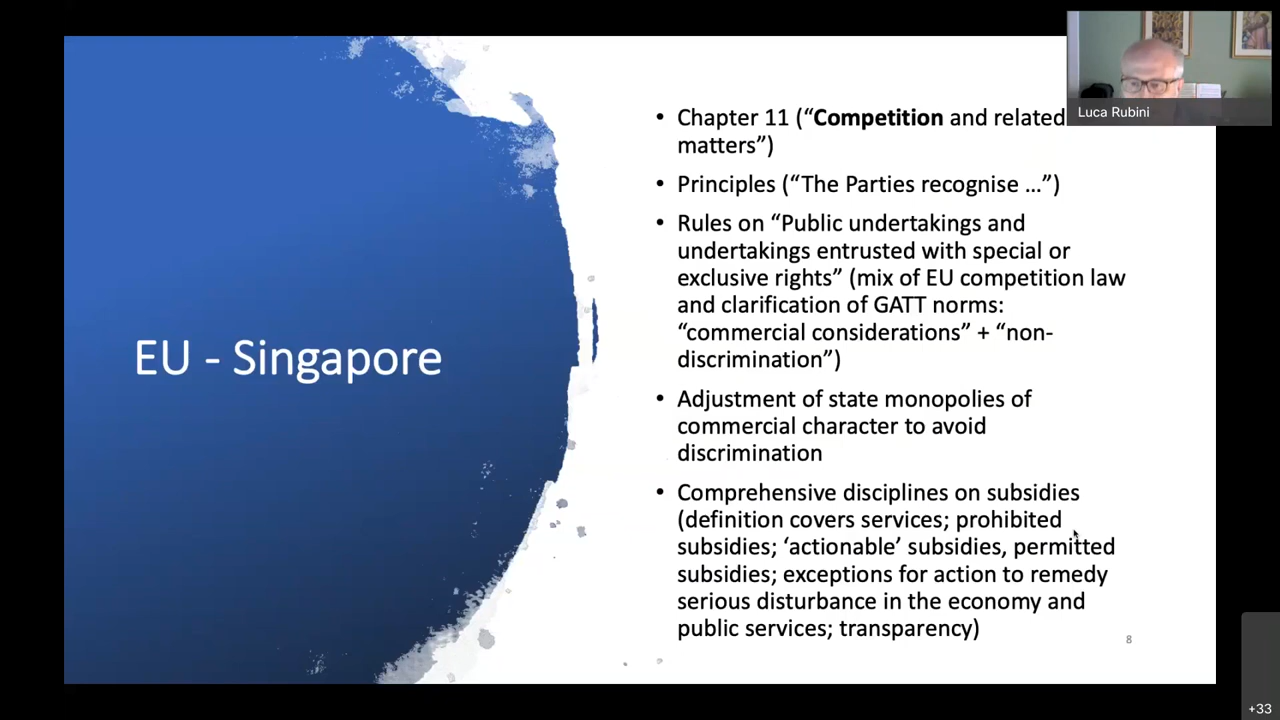 Luca Rubini
EU - Singapore
• Chapter 11 (“Competition and related
matters”)
• Principles (“The Parties recognise …”)
• Rules on “Public undertakings and
undertakings entrusted with special or
exclusive rights” (mix of EU competition law
and clarification of GATT norms:
“commercial considerations” + “non-
discrimination”)
• Adjustment of state monopolies of
commercial character to avoid
discrimination
• Comprehensive disciplines on subsidies
(definition covers services; prohibited
subsidies; ‘actionable’ subsidies, permitted
subsidies; exceptions for action to remedy
serious disturbance in the economy and
public services; transparency)
8
+33